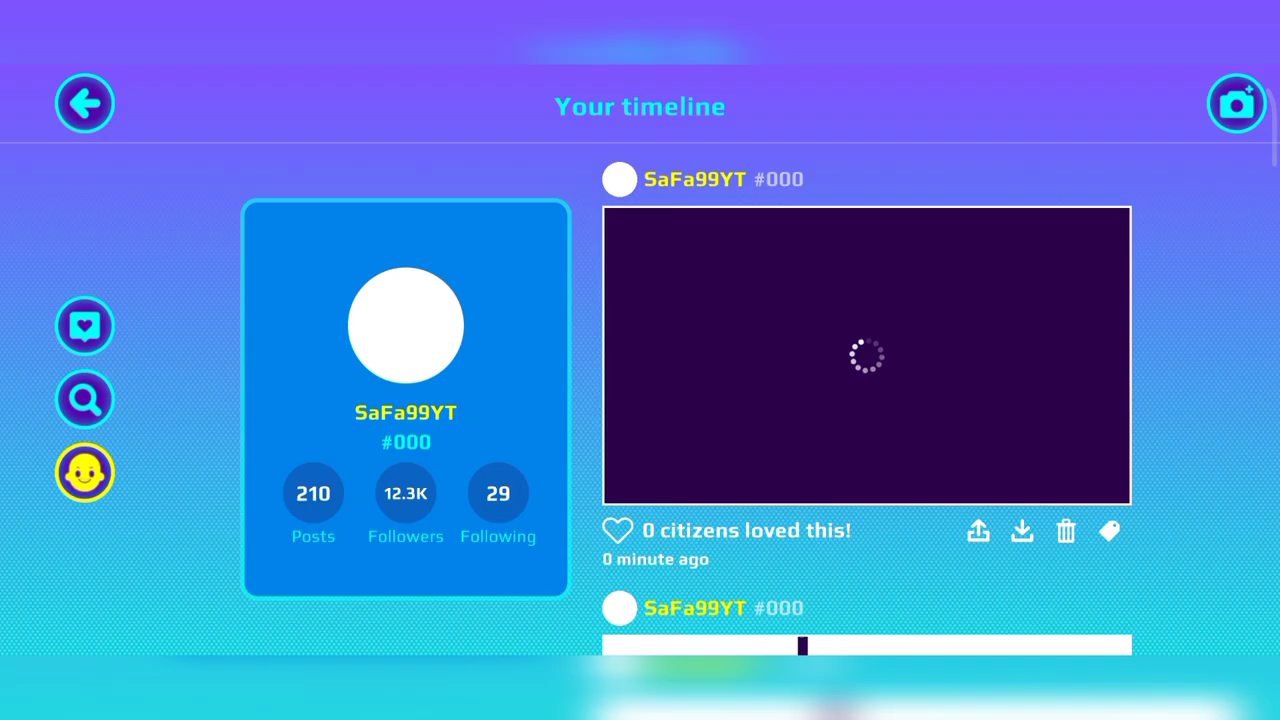 Your timeline
SaFa99YT #000
SaFa99YT
#000
210
12.3K
29
Posts
Followers
Following
0 citizens loved this!
0 minute ago
SaFa99YT #000